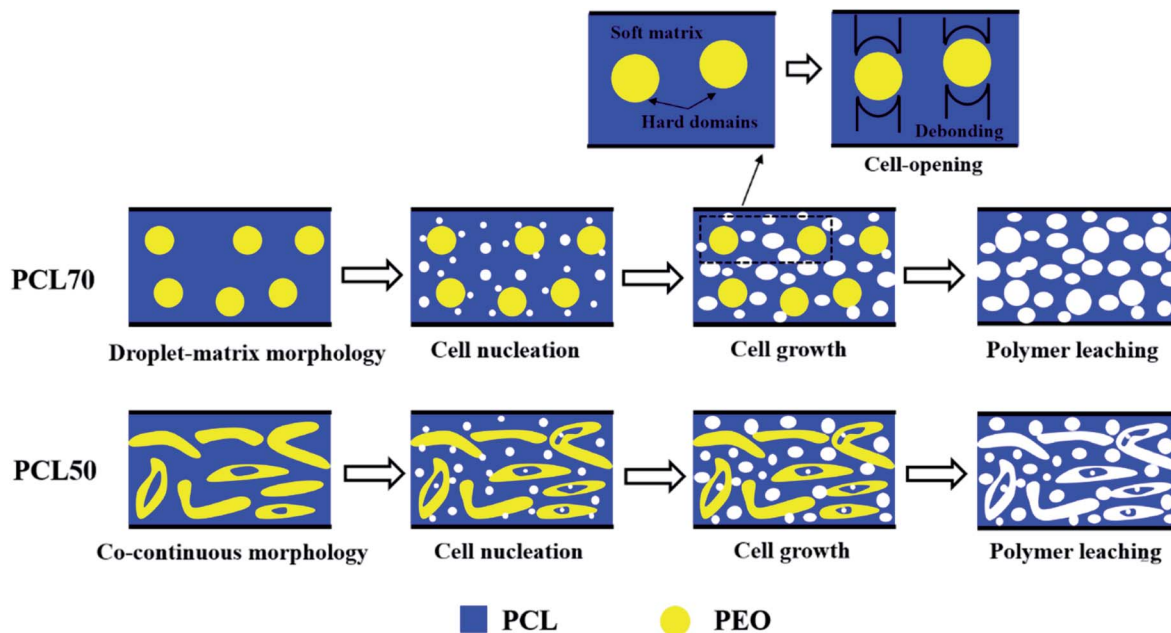 Soft matrix
Hard domains
Debonding
Cell-opening
PCL70
Droplet-matrix morphology
Cell nucleation
Cell growth
Polymer leaching
PCL50
Co-continuous morphology
Cell nucleation
Cell growth
Polymer leaching
PCL
PEO